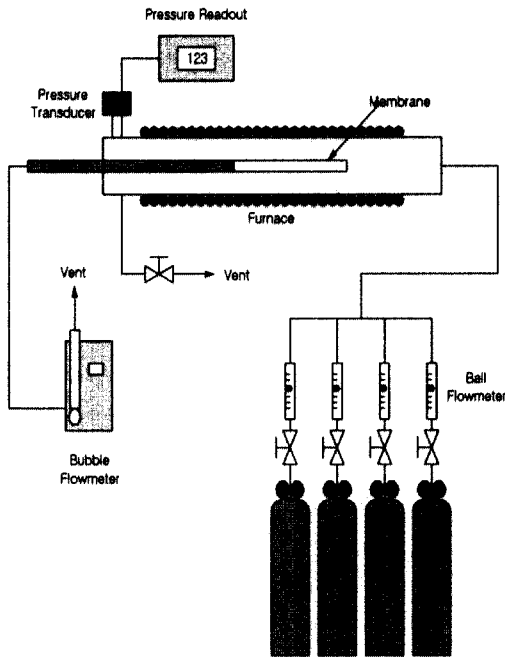 Pressure Readout
123
Pressure
Transducer
Membrane
Furnace
Vent
Vent
Ball
Flowmeter
Bubble
Flowmeter